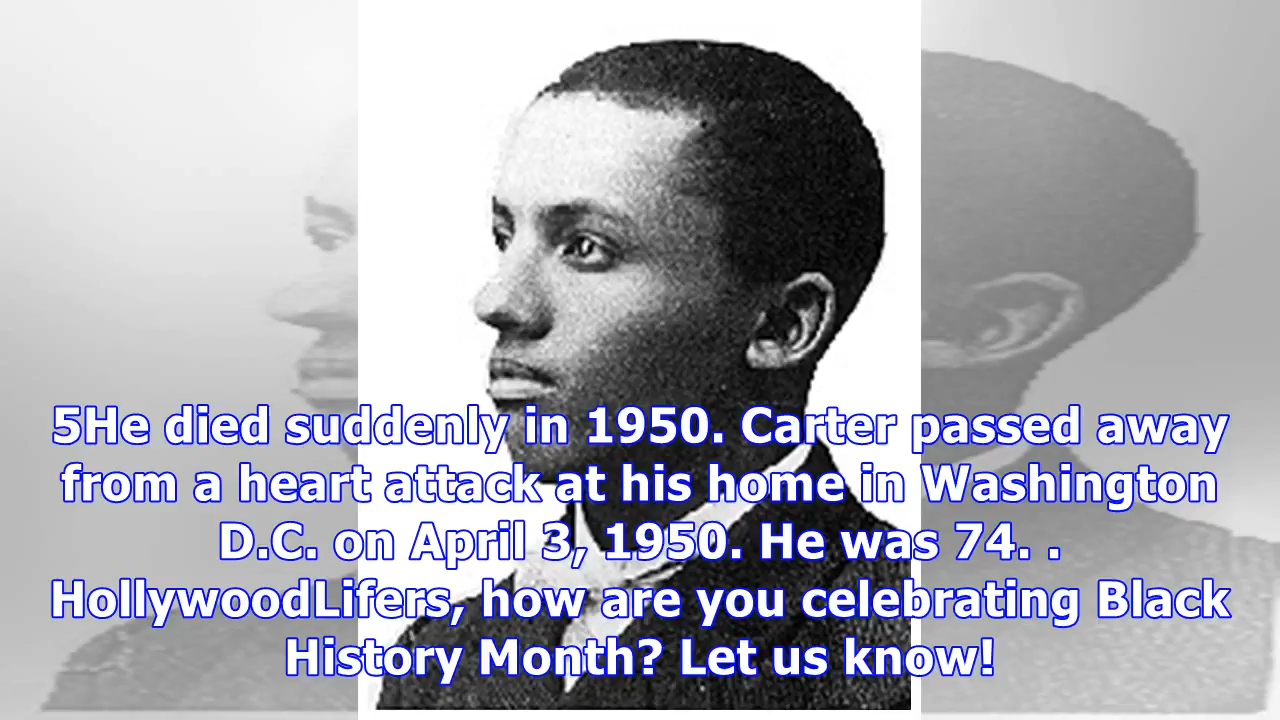 5He died suddenly in 1950. Carter passed away
from a heart attack at his home in Washington
D.C. on April 3, 1950. He was 74. .
HollywoodLifers, how are you celebrating Black
History Month? Let us know!